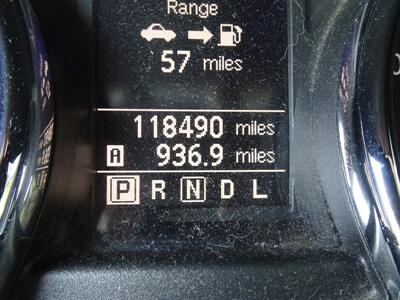 Range
57 miles
118490 miles
A 936.9 miles
P R N D L